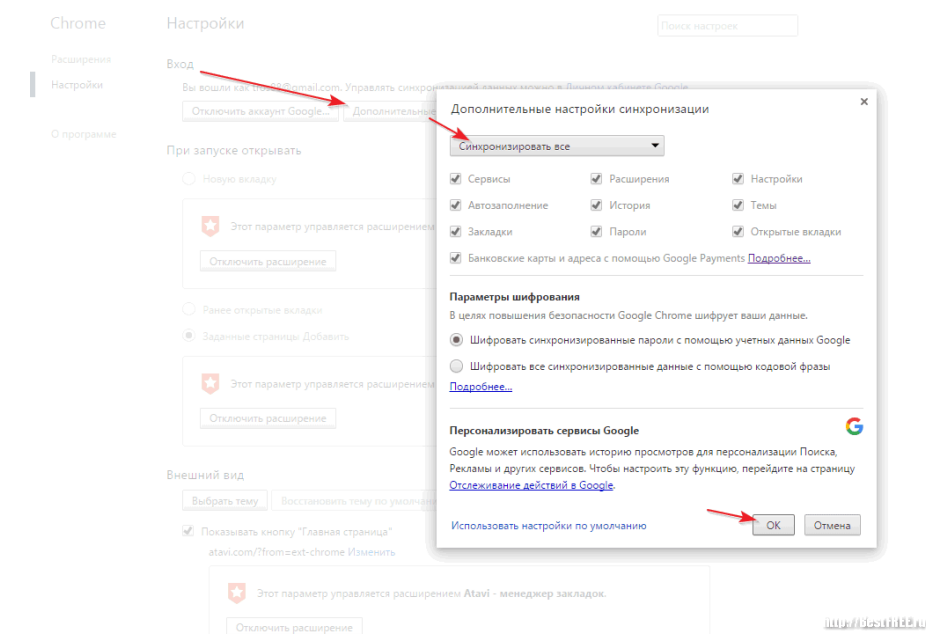 Chrome
Настройки
Поиск настроек
Расширения
Настройки
О программе
Вход
Вы вошли как
@gmail.com. Управлять синхронизацией данных можно в Личном кабинете Google.
Отключить аккаунт Google...
Дополнительные
При запуске открывать
Новую вкладку
Этот параметр управляется расширением
Отключить расширение
Ранее открытые вкладки
Заданные страницы. Добавить
Этот параметр управляется расширением
Отключить расширение
Внешний вид
Выбрать тему
Восстановить тему по умолчан
Показывать кнопку "Главная страница"
atavi.com/?from=ext-chrome Изменить
Этот параметр управляется расширением Atavi - менеджер закладок.
Отключить расширение
Дополнительные настройки синхронизации
Синхронизировать все
Сервисы
Расширения
Настройки
Автозаполнение
История
Темы
Закладки
Пароли
Открытые вкладки
Банковские карты и адреса с помощью Google Payments Подробнее...
Параметры шифрования
В целях повышения безопасности Google Chrome шифрует ваши данные.
Шифровать синхронизированные пароли с помощью учетных данных Google
Шифровать все синхронизированные данные с помощью кодовой фразы
Подробнее...
Персонализировать сервисы Google
Google может использовать историю просмотров для персонализации Поиска,
Рекламы и других сервисов. Чтобы настроить эту функцию, перейдите на страницу
Отслеживание действий в Google.
Использовать настройки по умолчанию
ОК
Отмена
http://BestFREE.ru